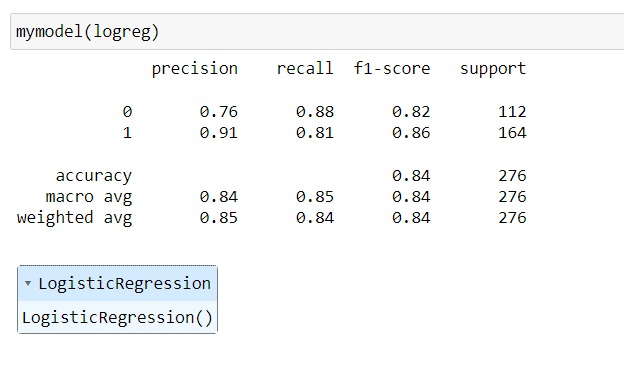 mymodel(logreg)
precision recall f1-score support
0 0.76 0.88 0.82 112
1 0.91 0.81 0.86 164
accuracy 0.84 276
macro avg 0.84 0.85 0.84 276
weighted avg 0.85 0.84 0.84 276
LogisticRegression
LogisticRegression()